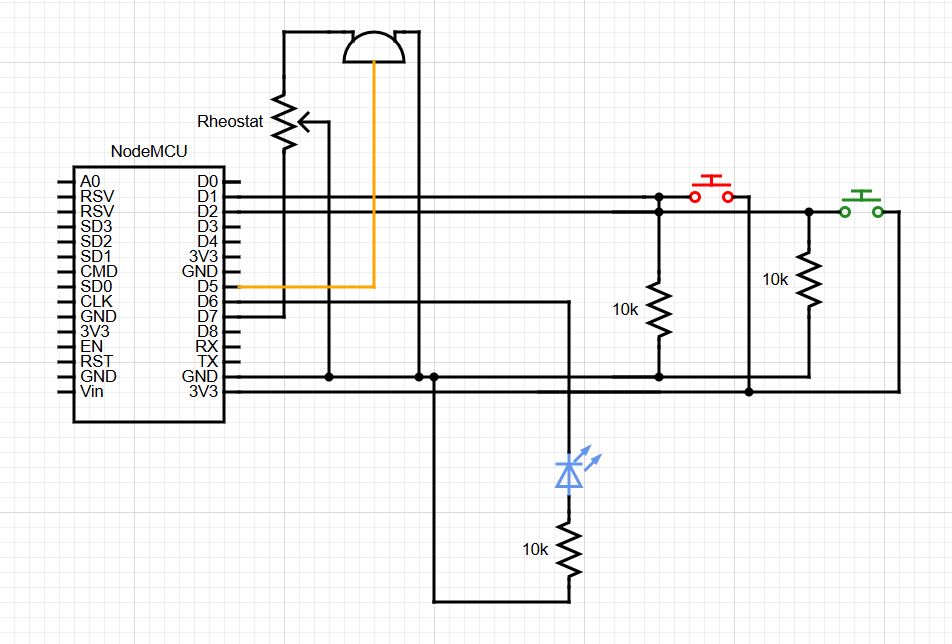 Rheostat
NodeMCU
A0 D0
RSV D1
RSV D2
SD3 D3
SD2 D4
SD1 3V3
CMD GND
SD0 D5
CLK D6
GND D7
3V3 D8
EN RX
RST TX
GND GND
Vin 3V3
10k
10k
10k